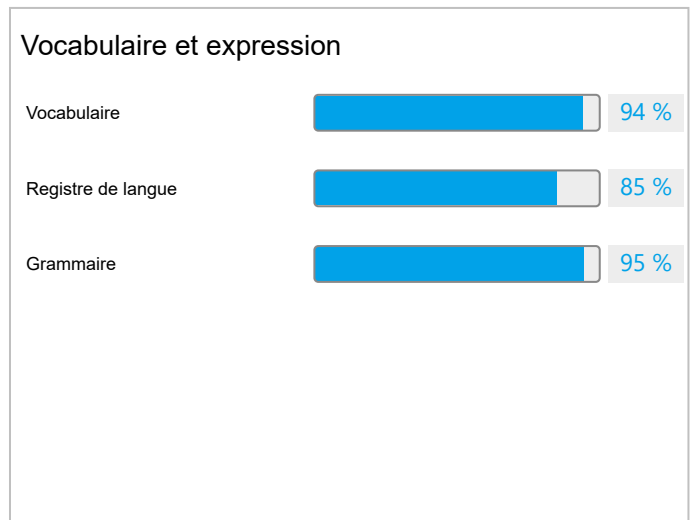 Vocabulaire et expression
Vocabulaire 94 %
Registre de langue 85 %
Grammaire 95 %